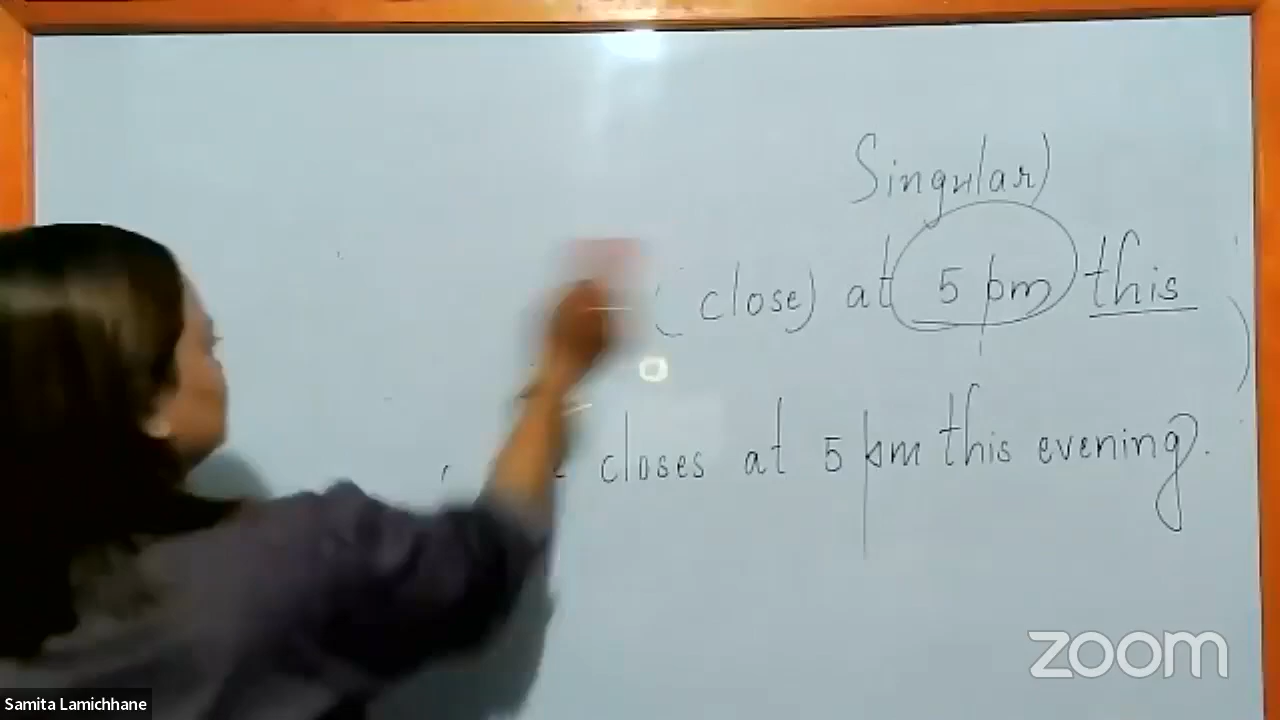 Singular)
(close) at 5 pm this
closes at 5 pm this evening.
zoom
Samita Lamichhane